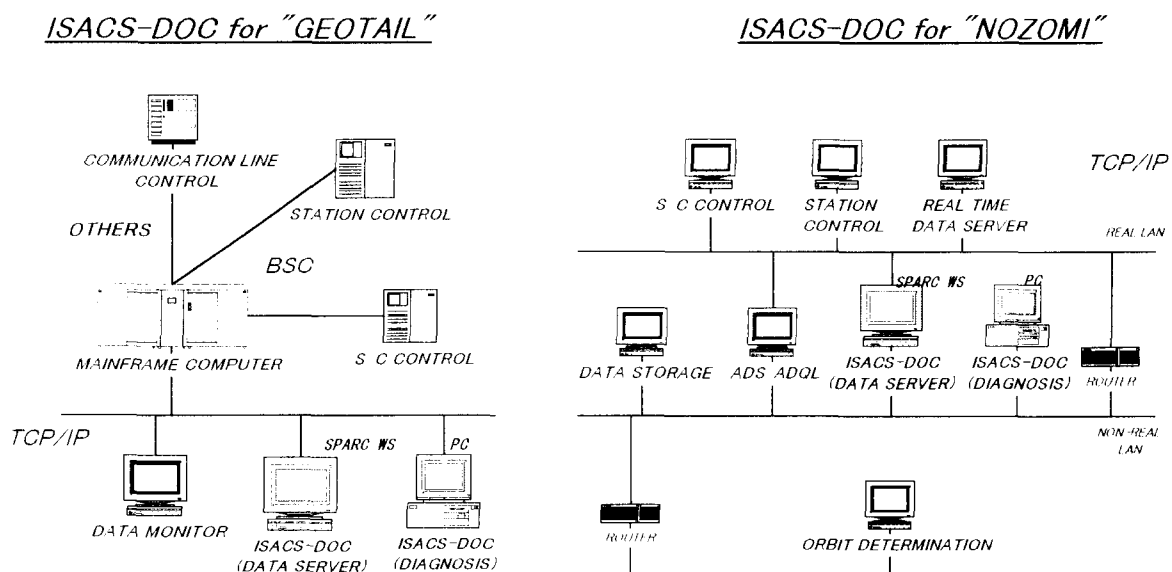 ISACS-DOC for "GEOTAIL"
COMMUNICATION LINE
CONTROL
STATION CONTROL
OTHERS
BSC
MAINFRAME COMPUTER
S C CONTROL
TCP/IP
SPARC WS
PC
DATA MONITOR
ISACS-DOC
(DATA SERVER)
ISACS-DOC
(DIAGNOSIS)
ISACS-DOC for "NOZOMI"
TCP/IP
S C CONTROL
STATION
CONTROL
REAL TIME
DATA SERVER
REAL LAN
SPARC WS
PC
DATA STORAGE
ADS ADQL
ISACS-DOC
(DATA SERVER)
ISACS-DOC
(DIAGNOSIS)
ROUTER
NON-REAL
LAN
ROUTER
ORBIT DETERMINATION